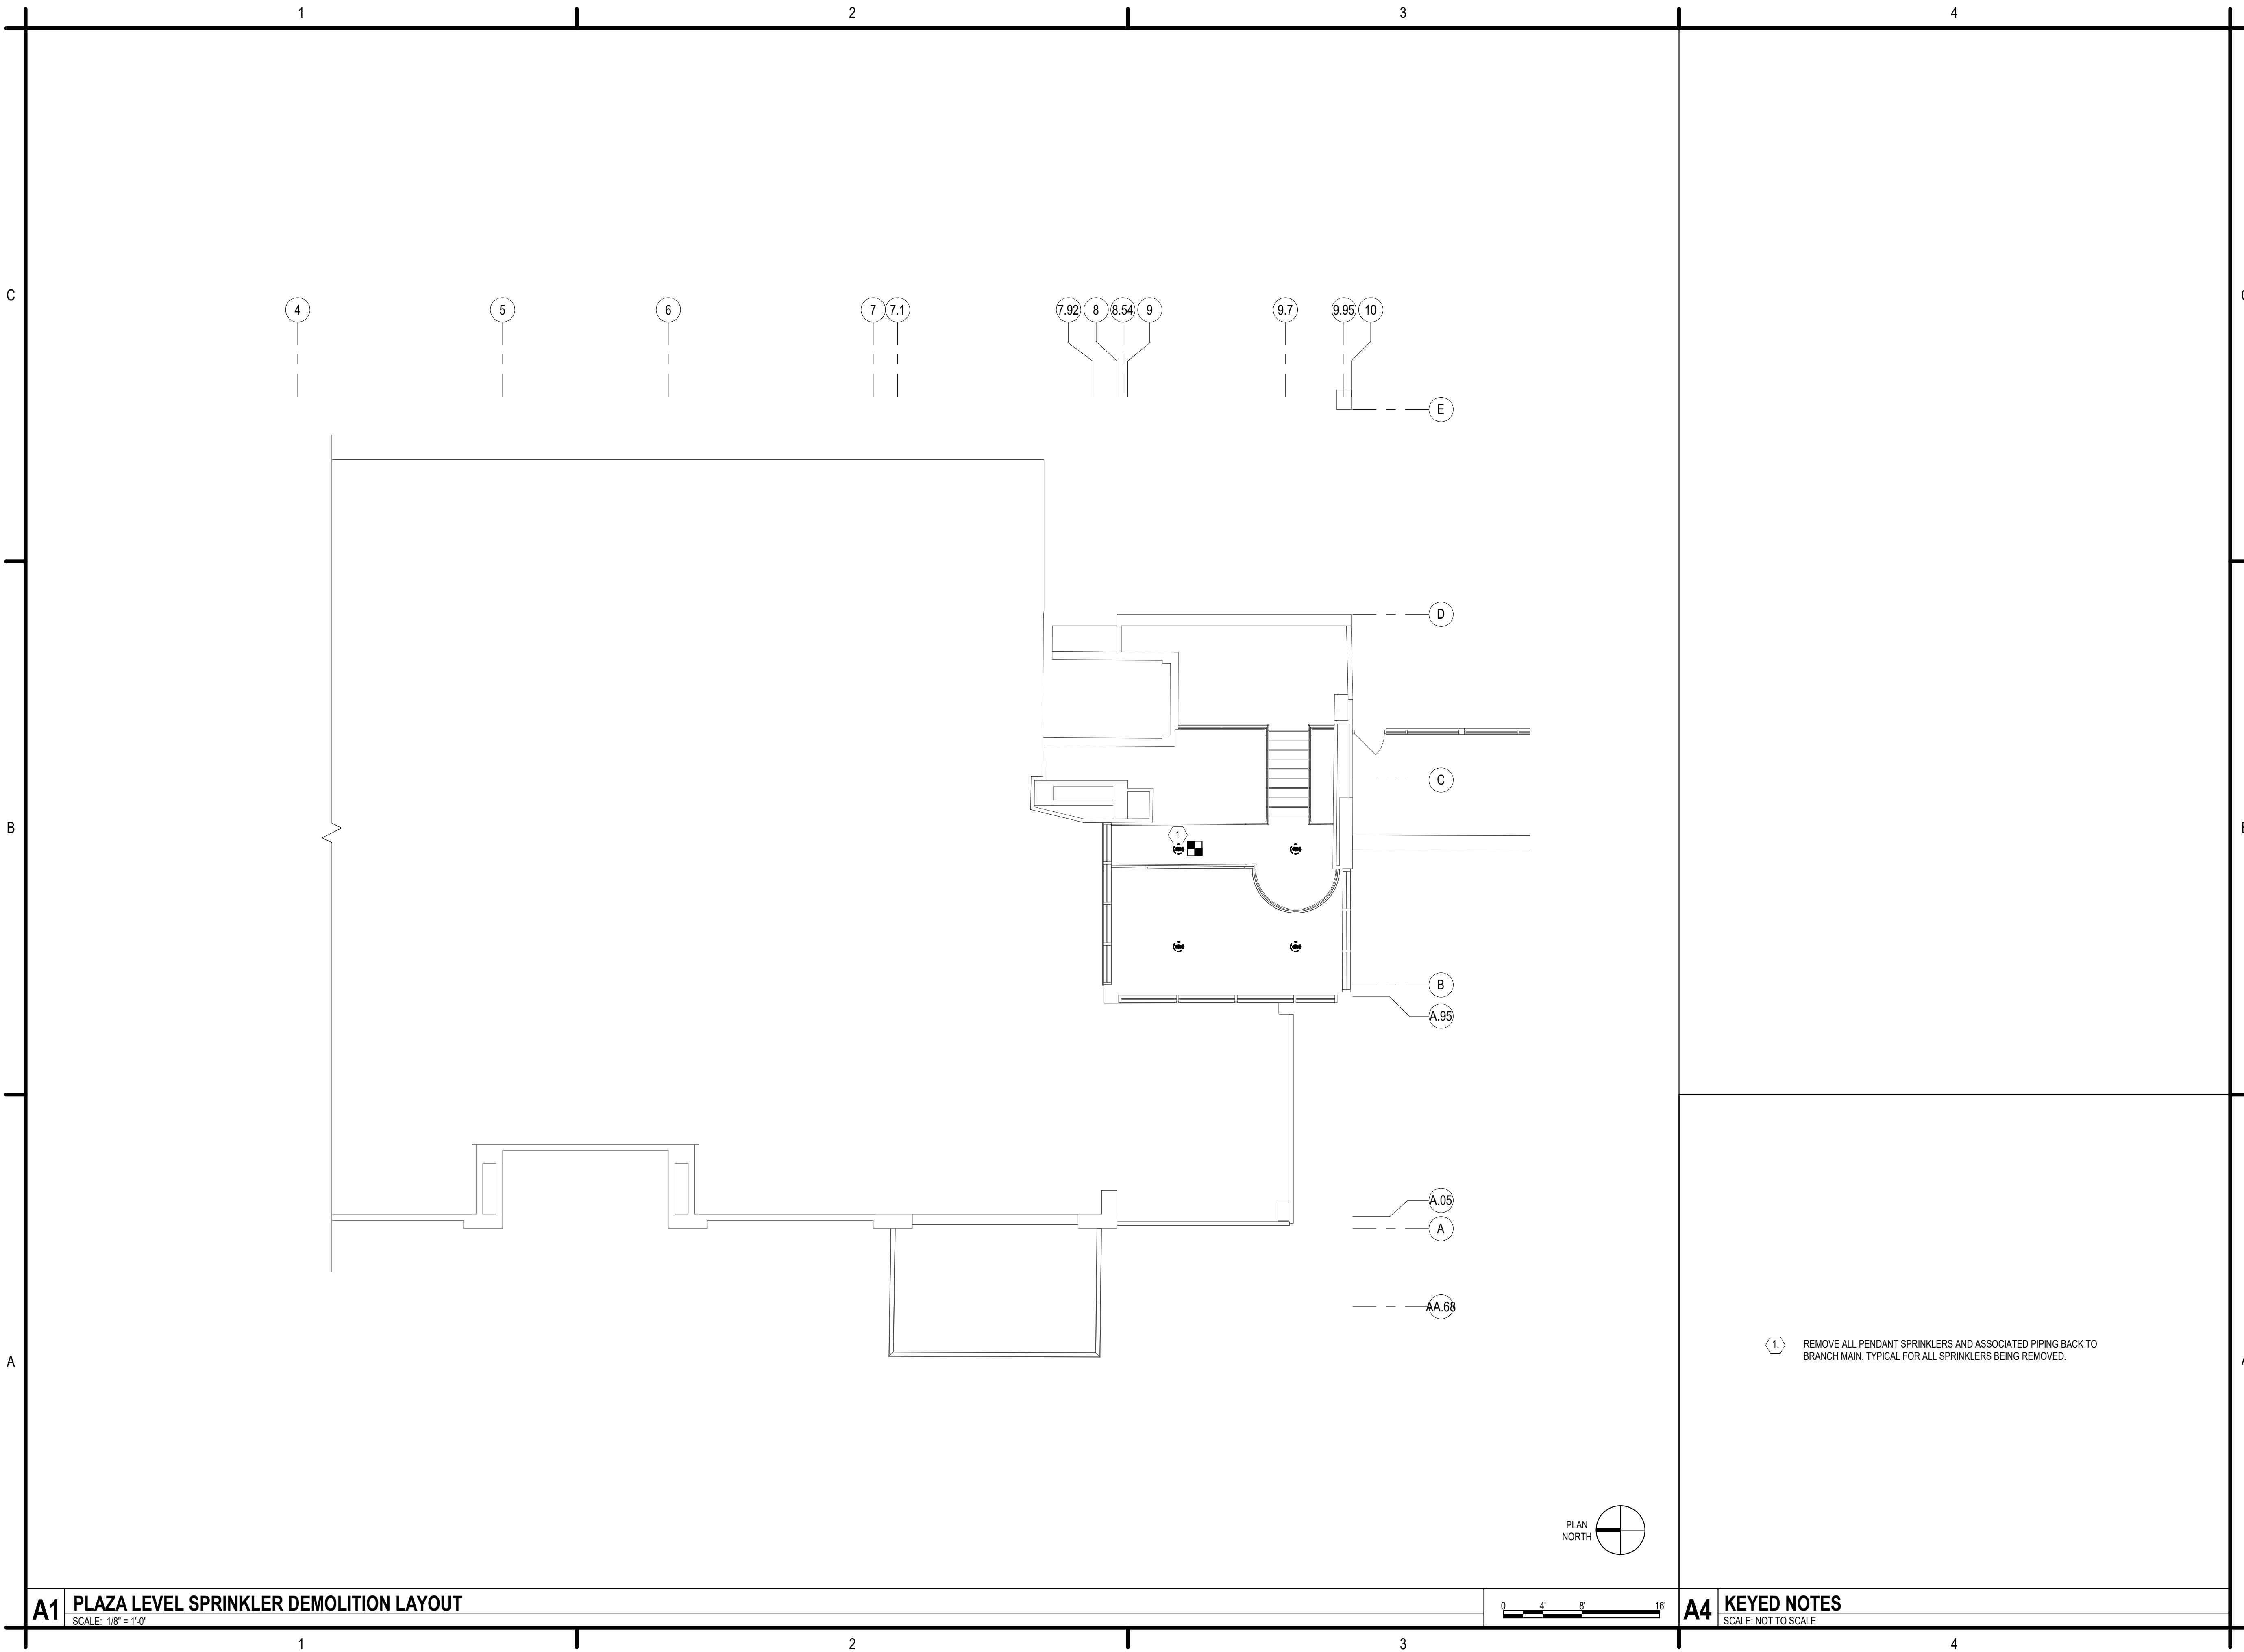 1 2 3 4
C C
4 5 6 7 7.1 7.92 8 8.54 9 9.7 9.95 10
E
D
C
B B
1
B
A.95
A.05
A
AA.68
A A
1. REMOVE ALL PENDANT SPRINKLERS AND ASSOCIATED PIPING BACK TO
BRANCH MAIN. TYPICAL FOR ALL SPRINKLERS BEING REMOVED.
PLAN
NORTH
A1 PLAZA LEVEL SPRINKLER DEMOLITION LAYOUT
SCALE: 1/8" = 1'-0"
0 4' 8' 16'
A4 KEYED NOTES
SCALE: NOT TO SCALE
1 2 3 4